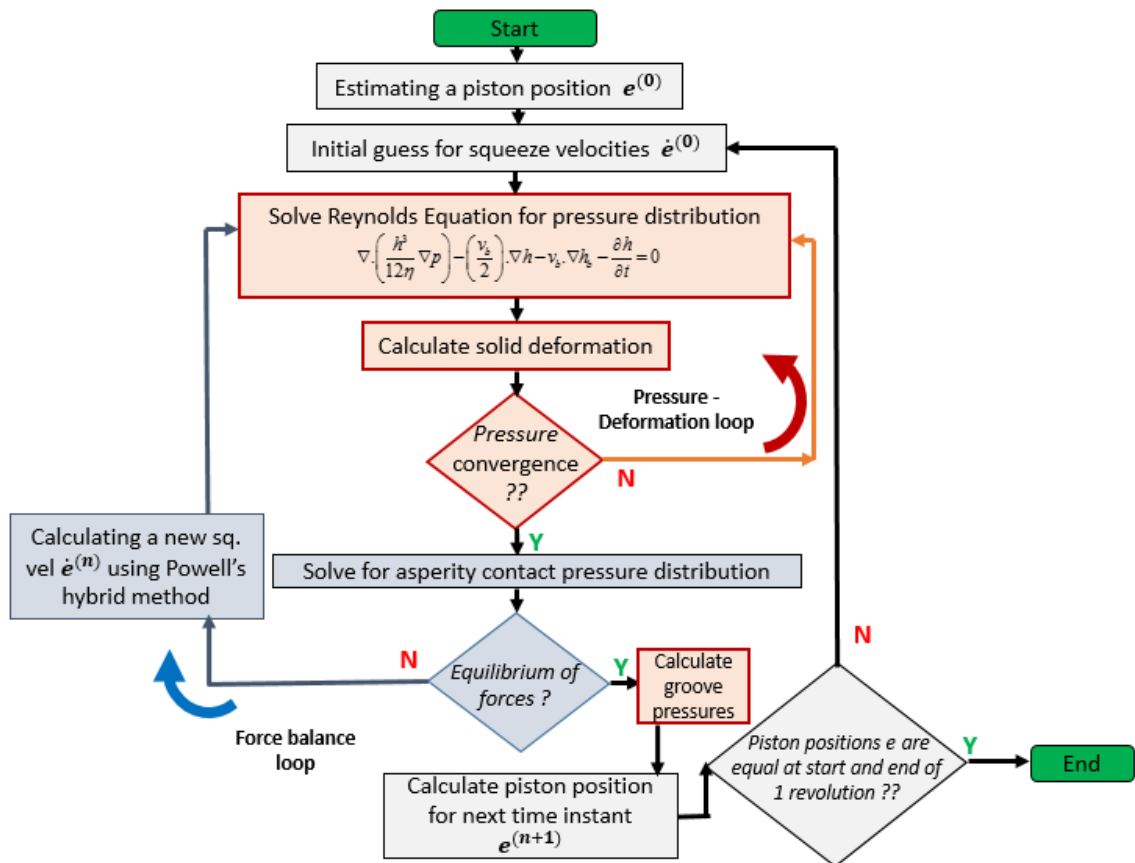 Start
Estimating a piston position e^(0)
Initial guess for squeeze velocities ė^(0)
Solve Reynolds Equation for pressure distribution
∇.(h³/12η ∇p)−(v_b/2).∇h−v_b.∇h_b−∂h/∂t=0
Calculate solid deformation
Pressure -
Deformation loop
Pressure
convergence
??
N
Y
Calculating a new sq.
vel ė^(n) using Powell's
hybrid method
Solve for asperity contact pressure distribution
N
Equilibrium of
forces ?
Y
Calculate
groove
pressures
N
Force balance
loop
Piston positions e are
equal at start and end of
1 revolution ??
Y
End
Calculate piston position
for next time instant
e^(n+1)